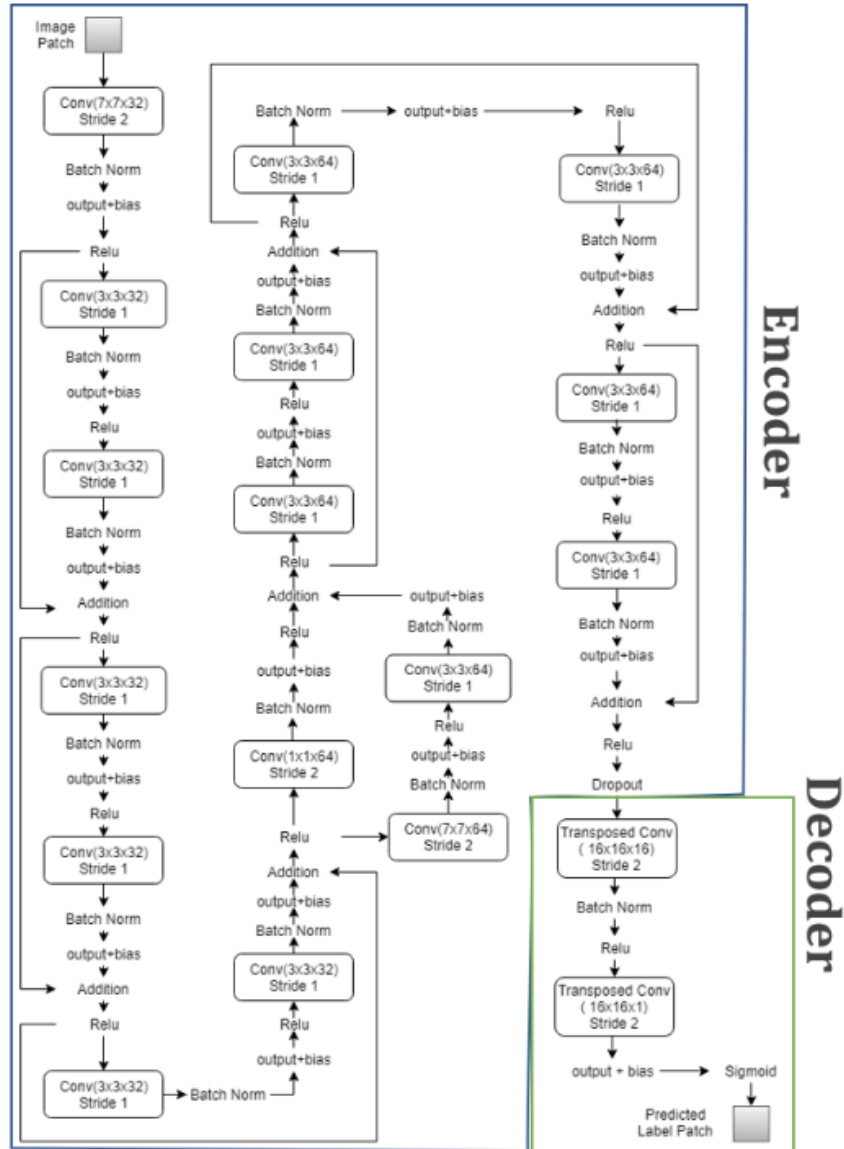 Image
Patch
Conv(7x7x32)
Stride 2
Batch Norm
output+bias
Relu
Conv(3x3x32)
Stride 1
Batch Norm
output+bias
Relu
Conv(3x3x32)
Stride 1
Batch Norm
output+bias
Addition
Relu
Conv(3x3x32)
Stride 1
Batch Norm
output+bias
Relu
Conv(3x3x32)
Stride 1
Batch Norm
output+bias
Addition
Relu
Conv(3x3x32)
Stride 1
Batch Norm
output+bias
Relu
Conv(3x3x32)
Stride 1
Batch Norm
output+bias
Addition
Relu
Conv(1x1x64)
Stride 2
Batch Norm
output+bias
Relu
Conv(7x7x64)
Stride 2
Batch Norm
output+bias
Relu
Conv(3x3x64)
Stride 1
Batch Norm
output+bias
Addition
Relu
Conv(3x3x64)
Stride 1
Batch Norm
output+bias
Relu
Conv(3x3x64)
Stride 1
Batch Norm
output+bias
Addition
Relu
Conv(3x3x64)
Stride 1
Batch Norm
output+bias
Relu
Conv(3x3x64)
Stride 1
Batch Norm
output+bias
Addition
Relu
Conv(3x3x64)
Stride 1
Batch Norm
output+bias
Relu
Conv(3x3x64)
Stride 1
Batch Norm
output+bias
Addition
Relu
Dropout
Encoder
Transposed Conv
( 16x16x16)
Stride 2
Batch Norm
Relu
Transposed Conv
( 16x16x1)
Stride 2
output + bias
Sigmoid
Predicted
Label Patch
Decoder